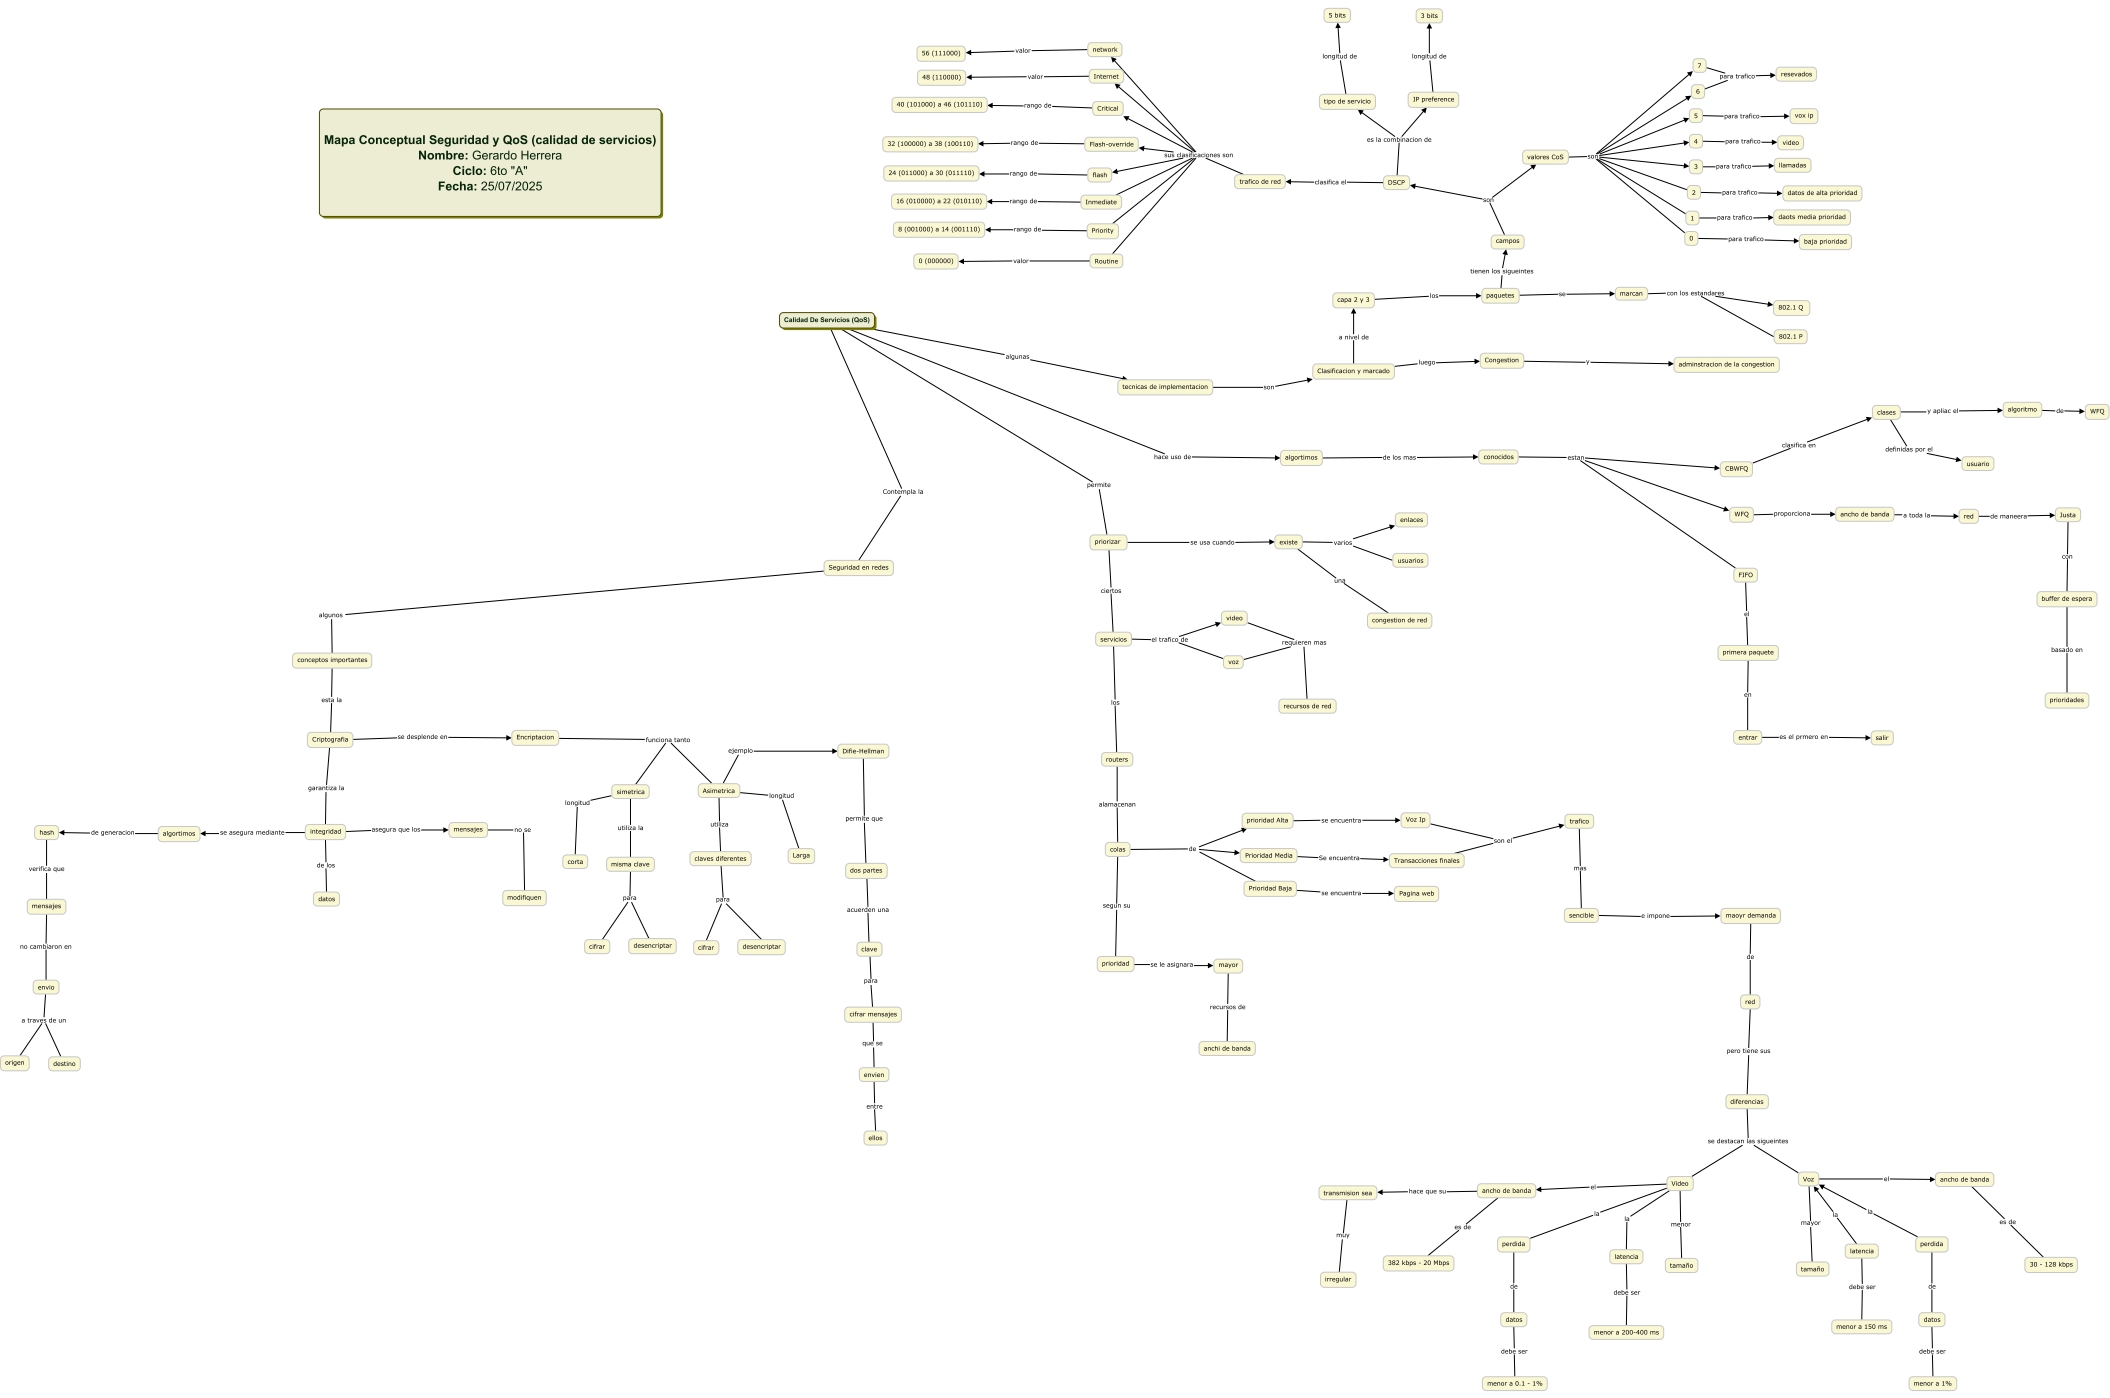 Mapa Conceptual Seguridad y QoS (calidad de servicios)
Nombre: Gerardo Herrera
Ciclo: 6to "A"
Fecha: 25/07/2025
5 bits
3 bits
longitud de
longitud de
tipo de servicio
IP preference
es la combinacion de
56 (111000)
valor
network
48 (110000)
valor
Internet
40 (101000) a 46 (101110)
rango de
Critical
32 (100000) a 38 (100110)
rango de
Flash-override
24 (011000) a 30 (011110)
rango de
flash
16 (010000) a 22 (010110)
rango de
Inmediate
8 (001000) a 14 (001110)
rango de
Priority
0 (000000)
valor
Routine
sus clasificaciones son
trafico de red
clasifica el
DSCP
valores CoS
son
7
6
para trafico
resevados
5
para trafico
vox ip
4
para trafico
video
3
para trafico
llamadas
2
para trafico
datos de alta prioridad
1
para trafico
daots media prioridad
0
para trafico
baja prioridad
son
campos
tienen los sigueintes
capa 2 y 3
los
paquetes
se
marcan
con los estandares
802.1 Q
802.1 P
a nivel de
Calidad De Servicios (QoS)
algunas
tecnicas de implementacion
son
Clasificacion y marcado
luego
Congestion
y
adminstracion de la congestion
hace uso de
algortimos
de los mas
conocidos
estan
CBWFQ
clasifica en
clases
y apliac el
algoritmo
de
WFQ
definidas por el
usuario
WFQ
proporciona
ancho de banda
a toda la
red
de maneera
Justa
con
buffer de espera
basado en
prioridades
FIFO
el
primera paquete
en
entrar
es el prmero en
salir
Contempla la
Seguridad en redes
permite
priorizar
se usa cuando
existe
varios
enlaces
usuarios
una
congestion de red
ciertos
servicios
el trafico de
video
voz
requieren mas
recursos de red
los
routers
alamacenan
colas
de
prioridad Alta
se encuentra
Voz Ip
Prioridad Media
Se encuentra
Transacciones finales
Prioridad Baja
se encuentra
Pagina web
son el
trafico
mas
sencible
e impone
maoyr demanda
de
red
pero tiene sus
diferencias
se destacan las sigueintes
segun su
prioridad
se le asignara
mayor
recursos de
anchi de banda
algunos
conceptos importantes
esta la
Criptografia
se desplende en
Encriptacion
funciona tanto
simetrica
longitud
corta
utiliza la
misma clave
para
cifrar
desencriptar
Asimetrica
ejemplo
longitud
Larga
utiliza
claves diferentes
para
cifrar
desencriptar
Difie-Hellman
permite que
dos partes
acuerden una
clave
para
cifrar mensajes
que se
envien
entre
ellos
garantiza la
integridad
se asegura mediante
algortimos
de generacion
hash
asegura que los
mensajes
no se
modifiquen
de los
datos
verifica que
mensajes
no cambiaron en
envio
a traves de un
origen
destino
Video
el
ancho de banda
hace que su
transmision sea
muy
irregular
es de
382 kbps - 20 Mbps
la
perdida
de
datos
debe ser
menor a 0.1 - 1%
la
latencia
debe ser
menor a 200-400 ms
menor
tamaño
Voz
el
ancho de banda
es de
30 - 128 kbps
mayor
tamaño
la
latencia
debe ser
menor a 150 ms
la
perdida
de
datos
debe ser
menor a 1%